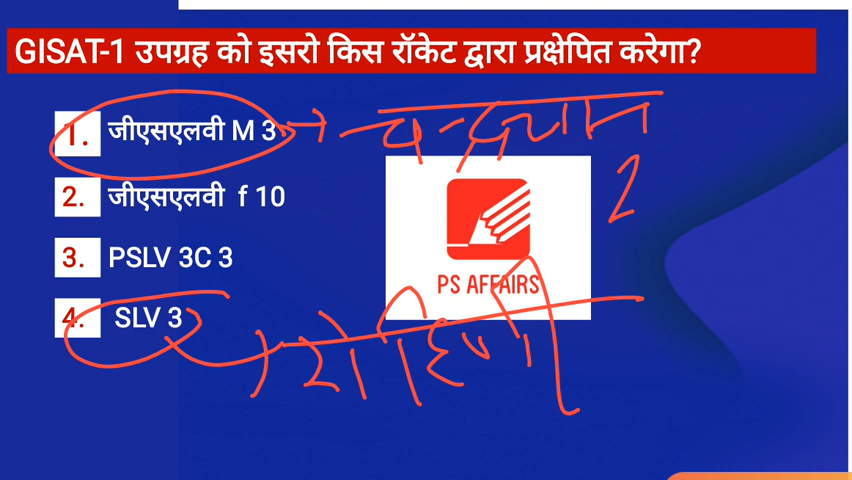 GISAT-1 उपग्रह को इसरो किस रॉकेट द्वारा प्रक्षेपित करेगा?
1. जीएसएलवी M 3 → चन्द्रयान 2
2. जीएसएलवी f 10
3. PSLV 3C 3
PS AFFAIRS
4. SLV 3 → रोहिणी